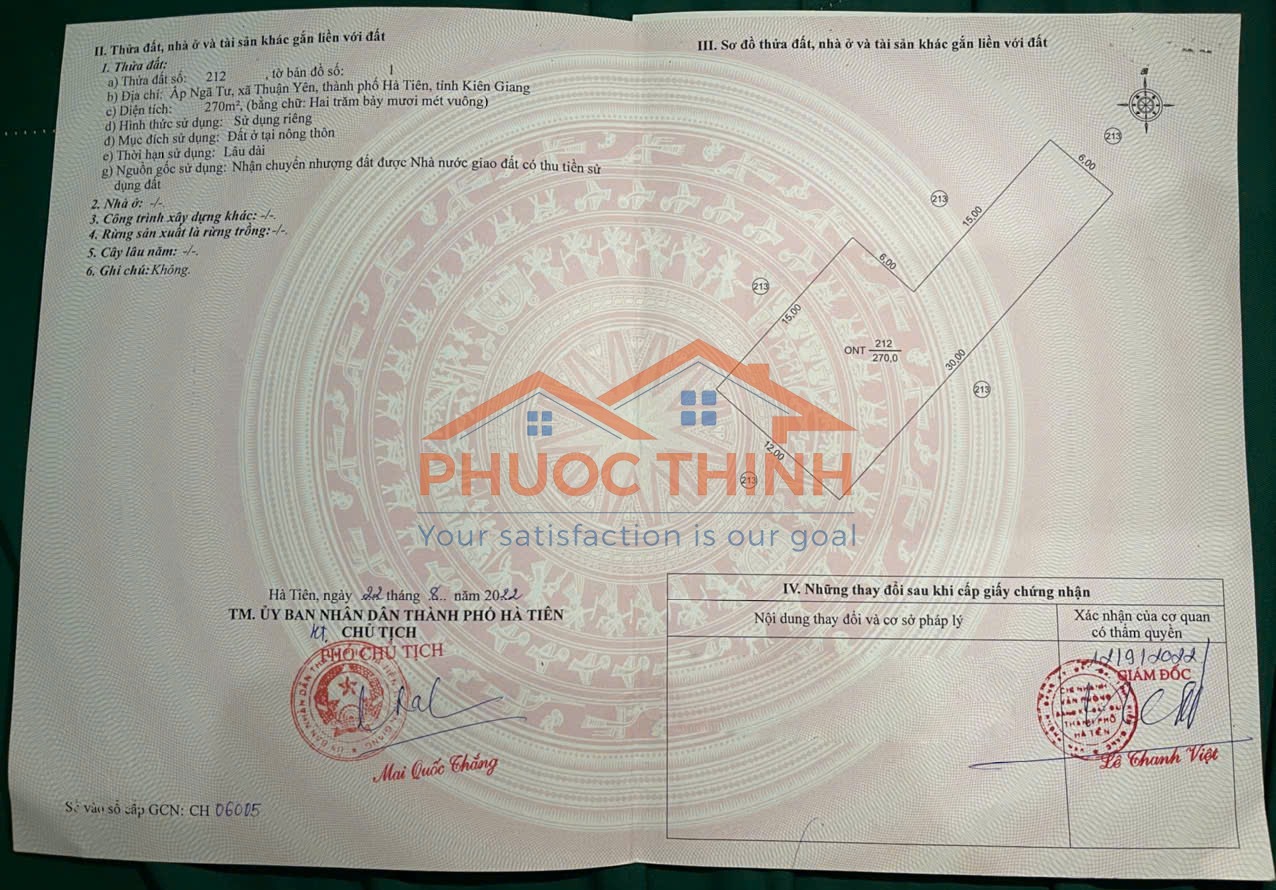 II. Thửa đất, nhà ở và tài sản khác gắn liền với đất
1. Thửa đất:
a) Thửa đất số: 212 , tờ bản đồ số: 1
b) Địa chỉ: Ấp Ngã Tư, xã Thuận Yên, thành phố Hà Tiên, tỉnh Kiên Giang
c) Diện tích: 270m², (bằng chữ: Hai trăm bảy mươi mét vuông)
d) Hình thức sử dụng: Sử dụng riêng
đ) Mục đích sử dụng: Đất ở tại nông thôn
e) Thời hạn sử dụng: Lâu dài
g) Nguồn gốc sử dụng: Nhận chuyển nhượng đất được Nhà nước giao đất có thu tiền sử
dụng đất
2. Nhà ở: -/-.
3. Công trình xây dựng khác: -/-.
4. Rừng sản xuất là rừng trồng: -/-.
5. Cây lâu năm: -/-.
6. Ghi chú: Không.
Hà Tiên, ngày 22 tháng 8.. năm 2022
TM. ỦY BAN NHÂN DÂN THÀNH PHỐ HÀ TIÊN
KT. CHỦ TỊCH
PHÓ CHỦ TỊCH
Mai Quốc Thắng
Số vào sổ cấp GCN: CH 06005
III. Sơ đồ thửa đất, nhà ở và tài sản khác gắn liền với đất
213
6,00
213
15,00
6,00
213
15,00
ONT 212
270,0
30,00
213
12,00
213
PHUOC THINH
Your satisfaction is our goal
IV. Những thay đổi sau khi cấp giấy chứng nhận
Nội dung thay đổi và cơ sở pháp lý
Xác nhận của cơ quan
có thẩm quyền
12/9/2022
GIÁM ĐỐC
CHI NHÁNH
VĂN PHÒNG
THÀNH PHỐ
HÀ TIÊN
Lê Thanh Việt